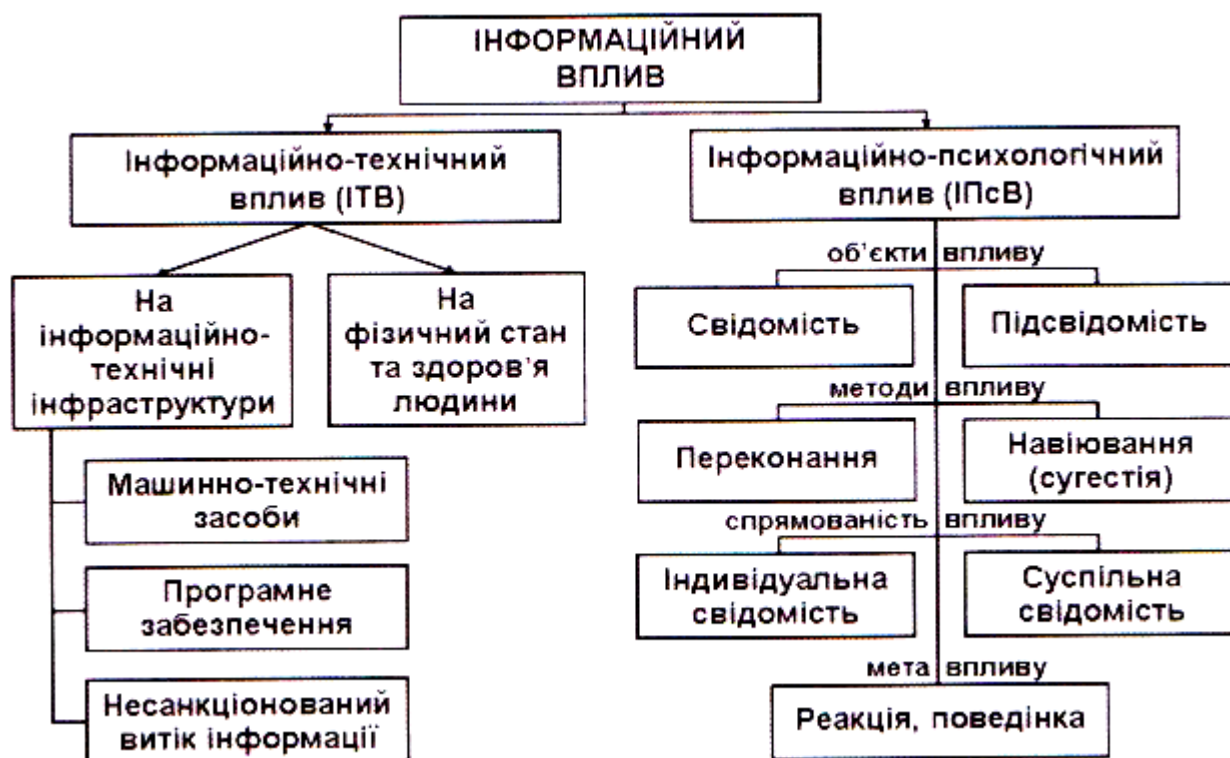 ІНФОРМАЦІЙНИЙ
ВПЛИВ
Інформаційно-технічний
вплив (ІТВ)
Інформаційно-психологічний
вплив (ІПсВ)
На
інформаційно-
технічні
інфраструктури
На
фізичний стан
та здоров'я
людини
Машинно-технічні
засоби
Програмне
забезпечення
Несанкціонований
витік інформації
об'єкти впливу
Свідомість
Підсвідомість
методи впливу
Переконання
Навіювання
(сугестія)
спрямованість впливу
Індивідуальна
свідомість
Суспільна
свідомість
мета впливу
Реакція, поведінка